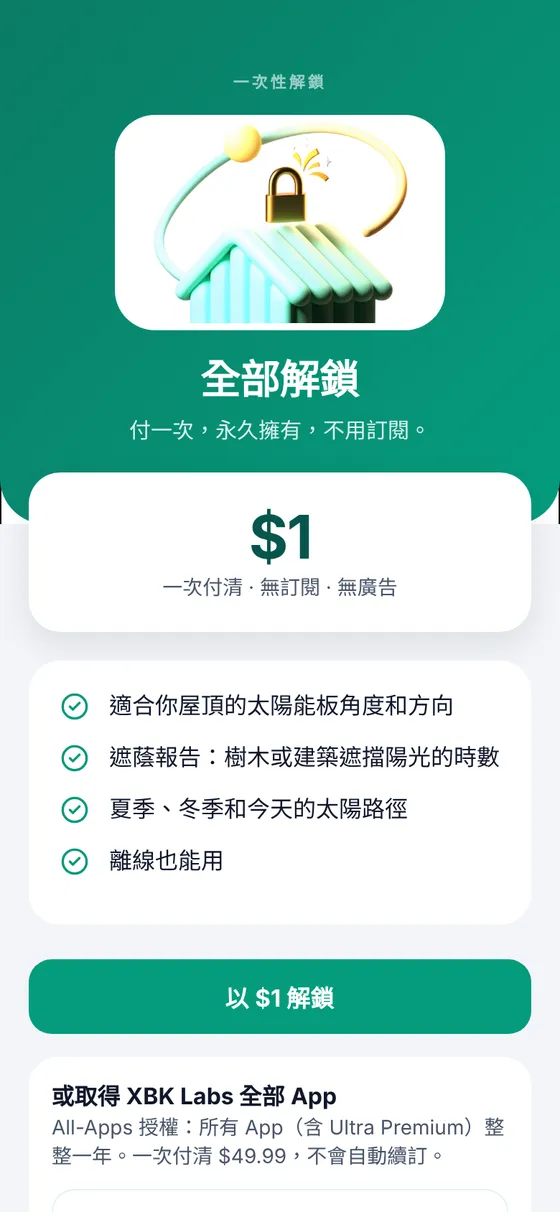 一次性解鎖
全部解鎖
付一次，永久擁有，不用訂閱。
$1
一次付清 · 無訂閱 · 無廣告
適合你屋頂的太陽能板角度和方向
遮蔭報告：樹木或建築遮擋陽光的時數
夏季、冬季和今天的太陽路徑
離線也能用
以 $1 解鎖
或取得 XBK Labs 全部 App
All-Apps 授權：所有 App（含 Ultra Premium）整
整一年。一次付清 $49.99，不會自動續訂。